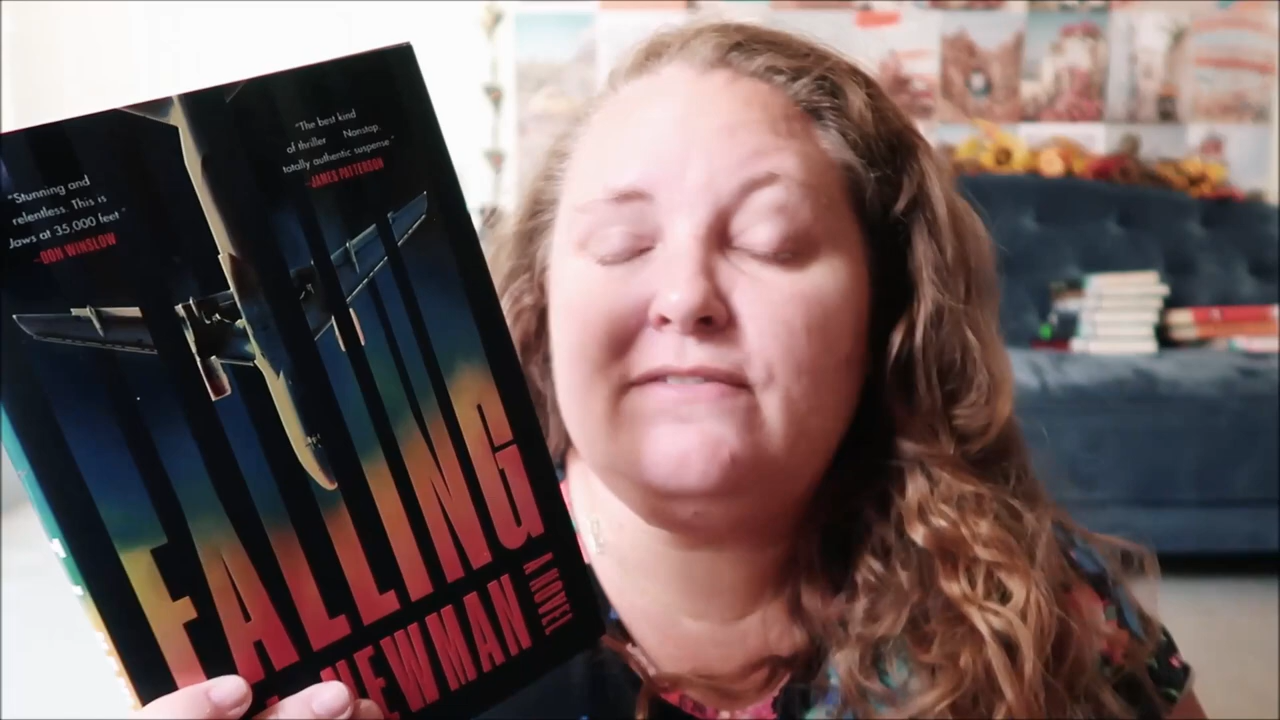 "The best kind
of thriller Nonstop,
totally authentic suspense"
—JAMES PATTERSON
"Stunning and
relentless. This is
Jaws at 35,000 feet"
—DON WINSLOW
FALLING
A NOVEL
NEWMAN